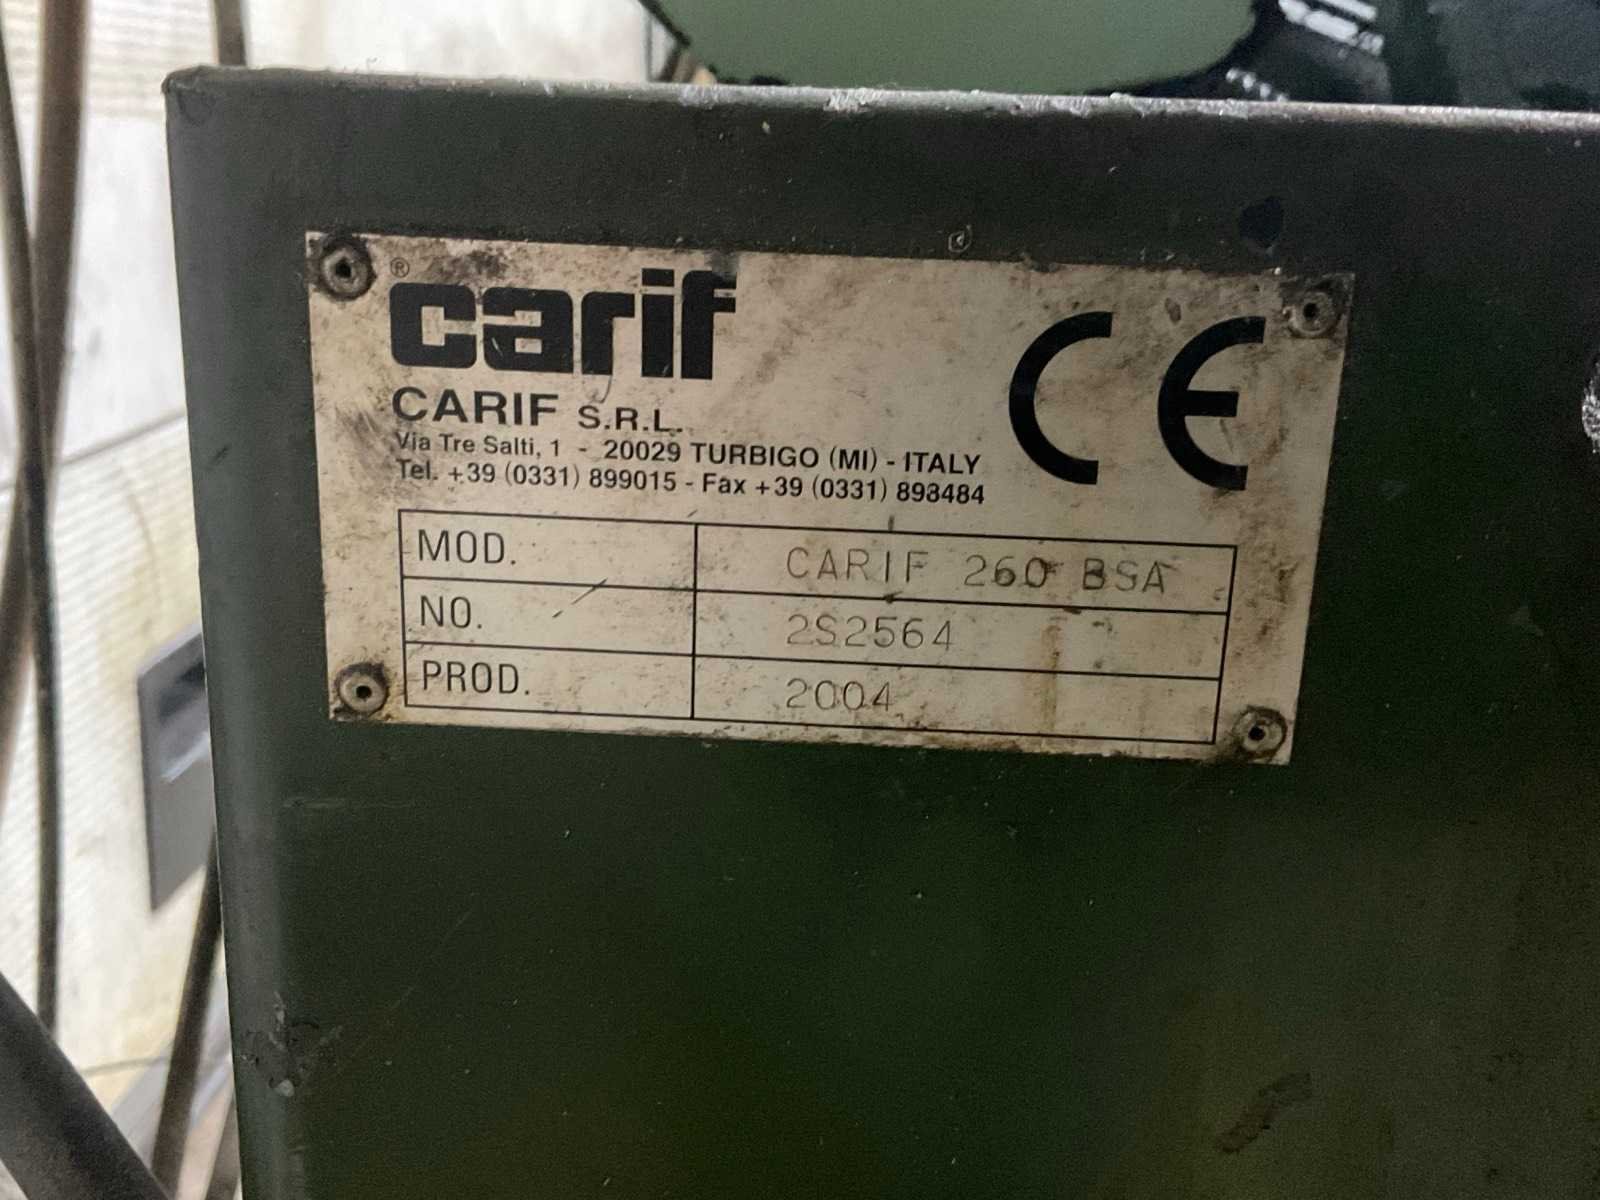 ® carif
CE
CARIF S.R.L.
Via Tre Salti, 1 - 20029 TURBIGO (MI) - ITALY
Tel. +39 (0331) 899015 - Fax +39 (0331) 893484
MOD. CARIF 260 BSA
NO. 2S2564
PROD. 2004